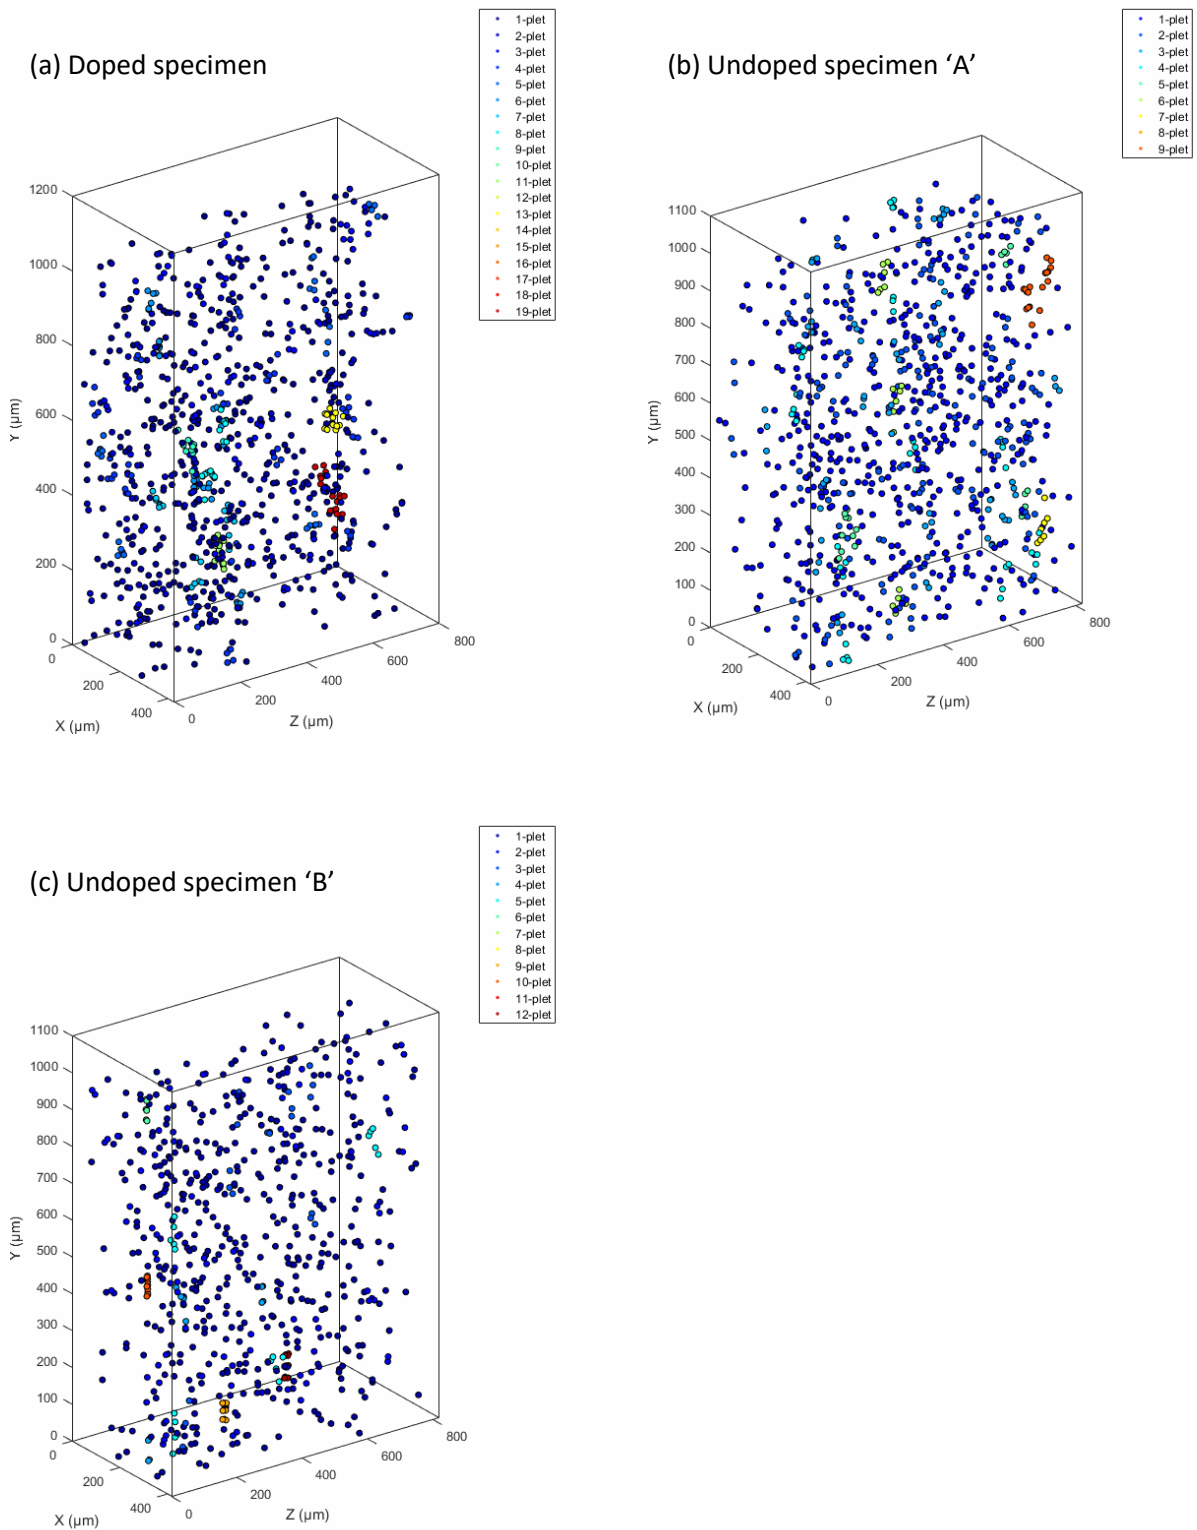 (a) Doped specimen
1-plet
2-plet
3-plet
4-plet
5-plet
6-plet
7-plet
8-plet
9-plet
10-plet
11-plet
12-plet
13-plet
14-plet
15-plet
16-plet
17-plet
18-plet
19-plet
1200
1000
800
600
400
200
0
Y (µm)
0
200
400
X (µm)
0
200
400
600
800
Z (µm)
(b) Undoped specimen ‘A’
1-plet
2-plet
3-plet
4-plet
5-plet
6-plet
7-plet
8-plet
9-plet
1100
1000
900
800
700
600
500
400
300
200
100
0
Y (µm)
0
200
400
X (µm)
0
200
400
600
800
Z (µm)
(c) Undoped specimen ‘B’
1-plet
2-plet
3-plet
4-plet
5-plet
6-plet
7-plet
8-plet
9-plet
10-plet
11-plet
12-plet
1100
1000
900
800
700
600
500
400
300
200
100
0
Y (µm)
0
200
400
X (µm)
0
200
400
600
800
Z (µm)